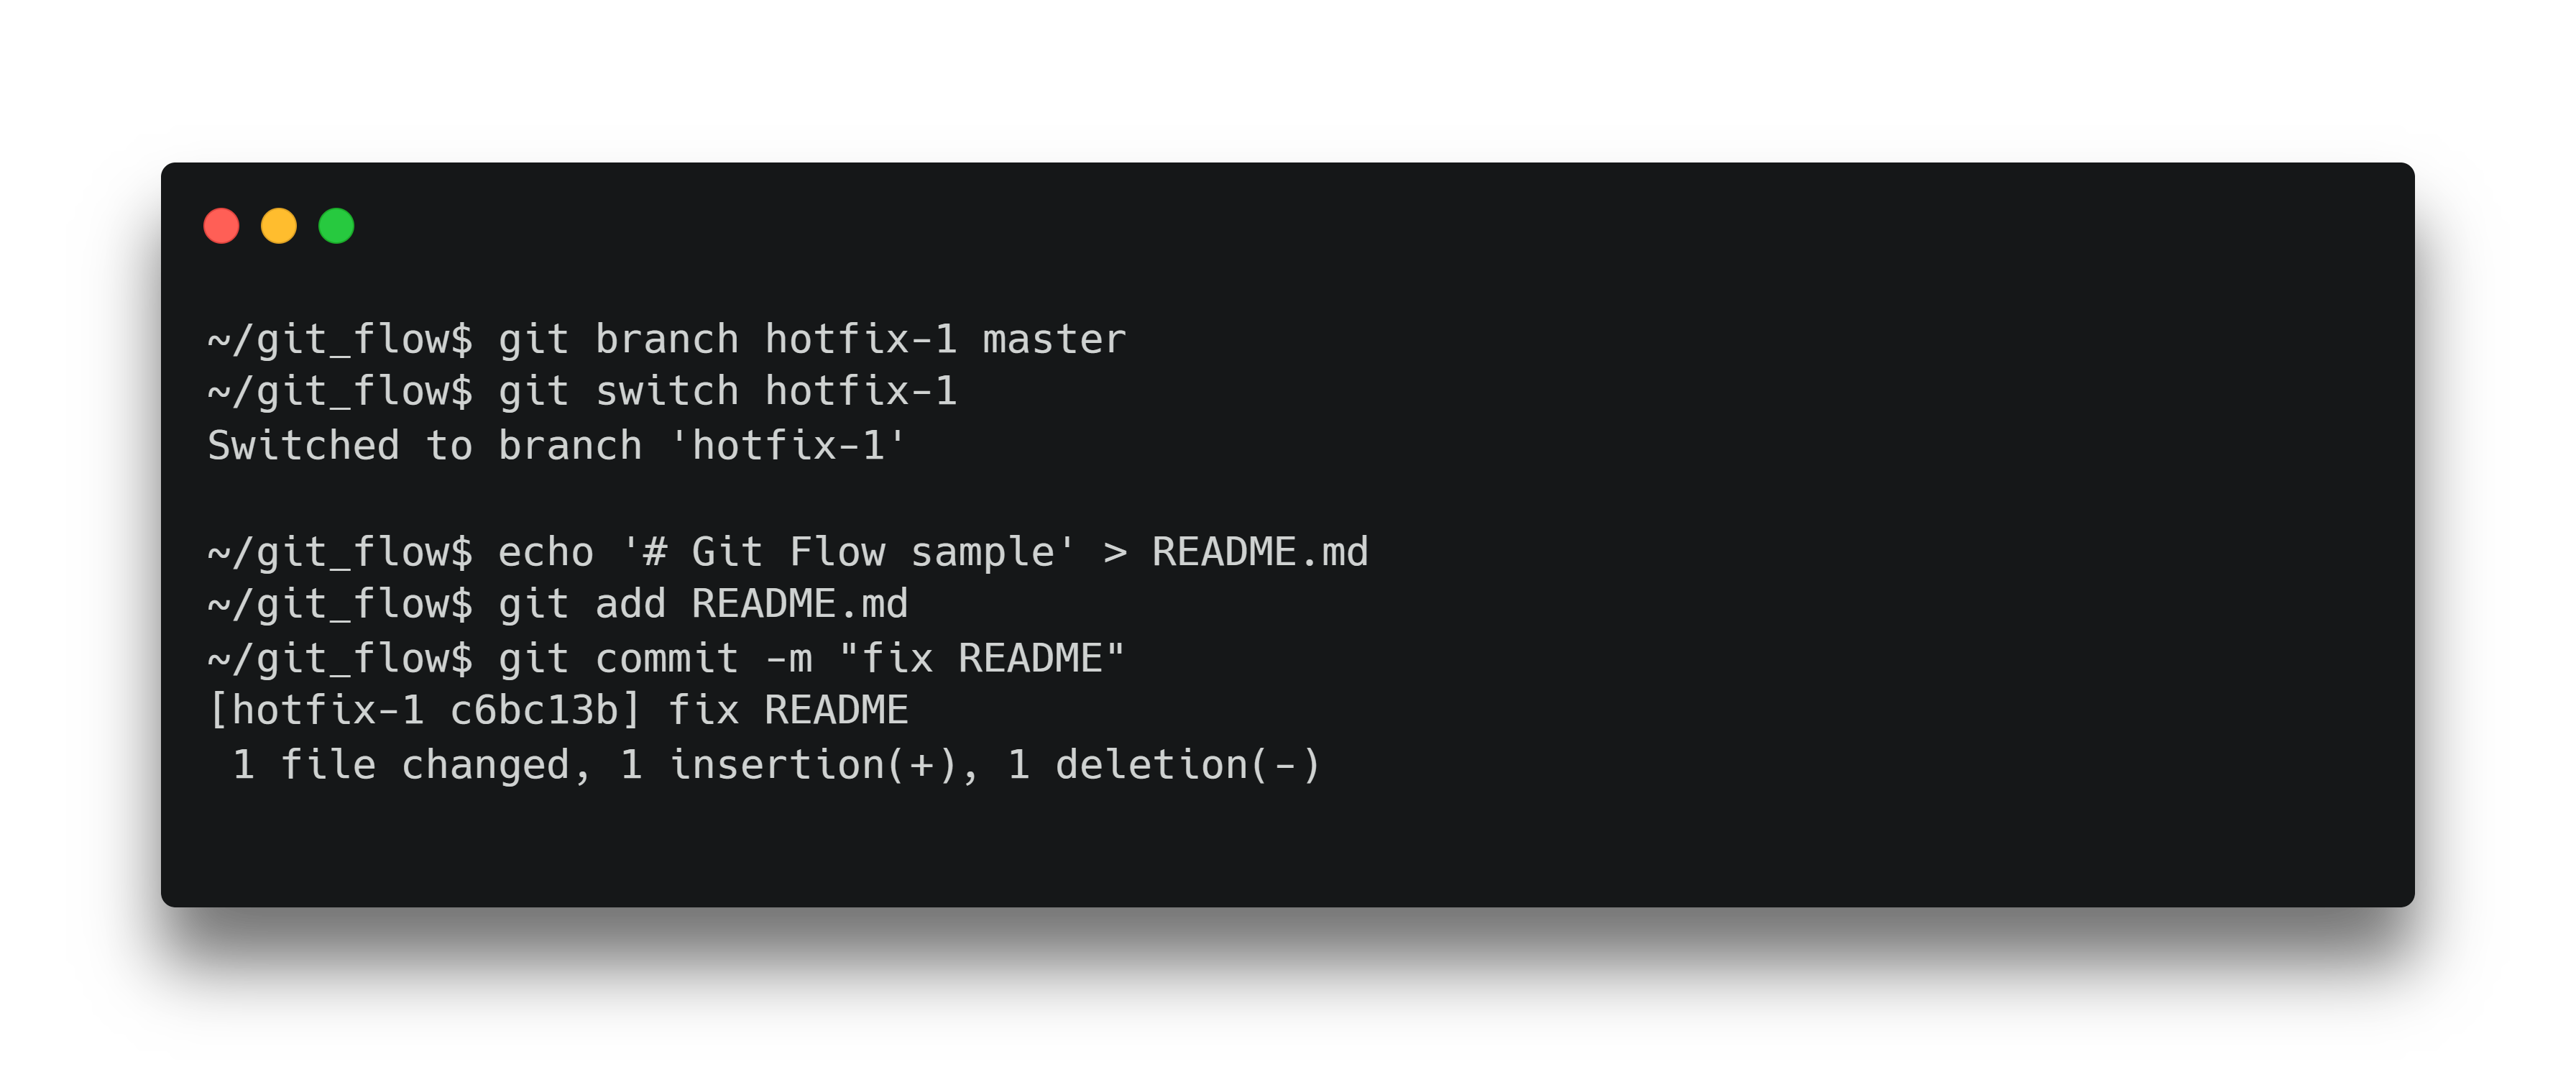 ~/git_flow$ git branch hotfix-1 master
~/git_flow$ git switch hotfix-1
Switched to branch 'hotfix-1'
~/git_flow$ echo '# Git Flow sample' > README.md
~/git_flow$ git add README.md
~/git_flow$ git commit -m "fix README"
[hotfix-1 c6bc13b] fix README
 1 file changed, 1 insertion(+), 1 deletion(-)